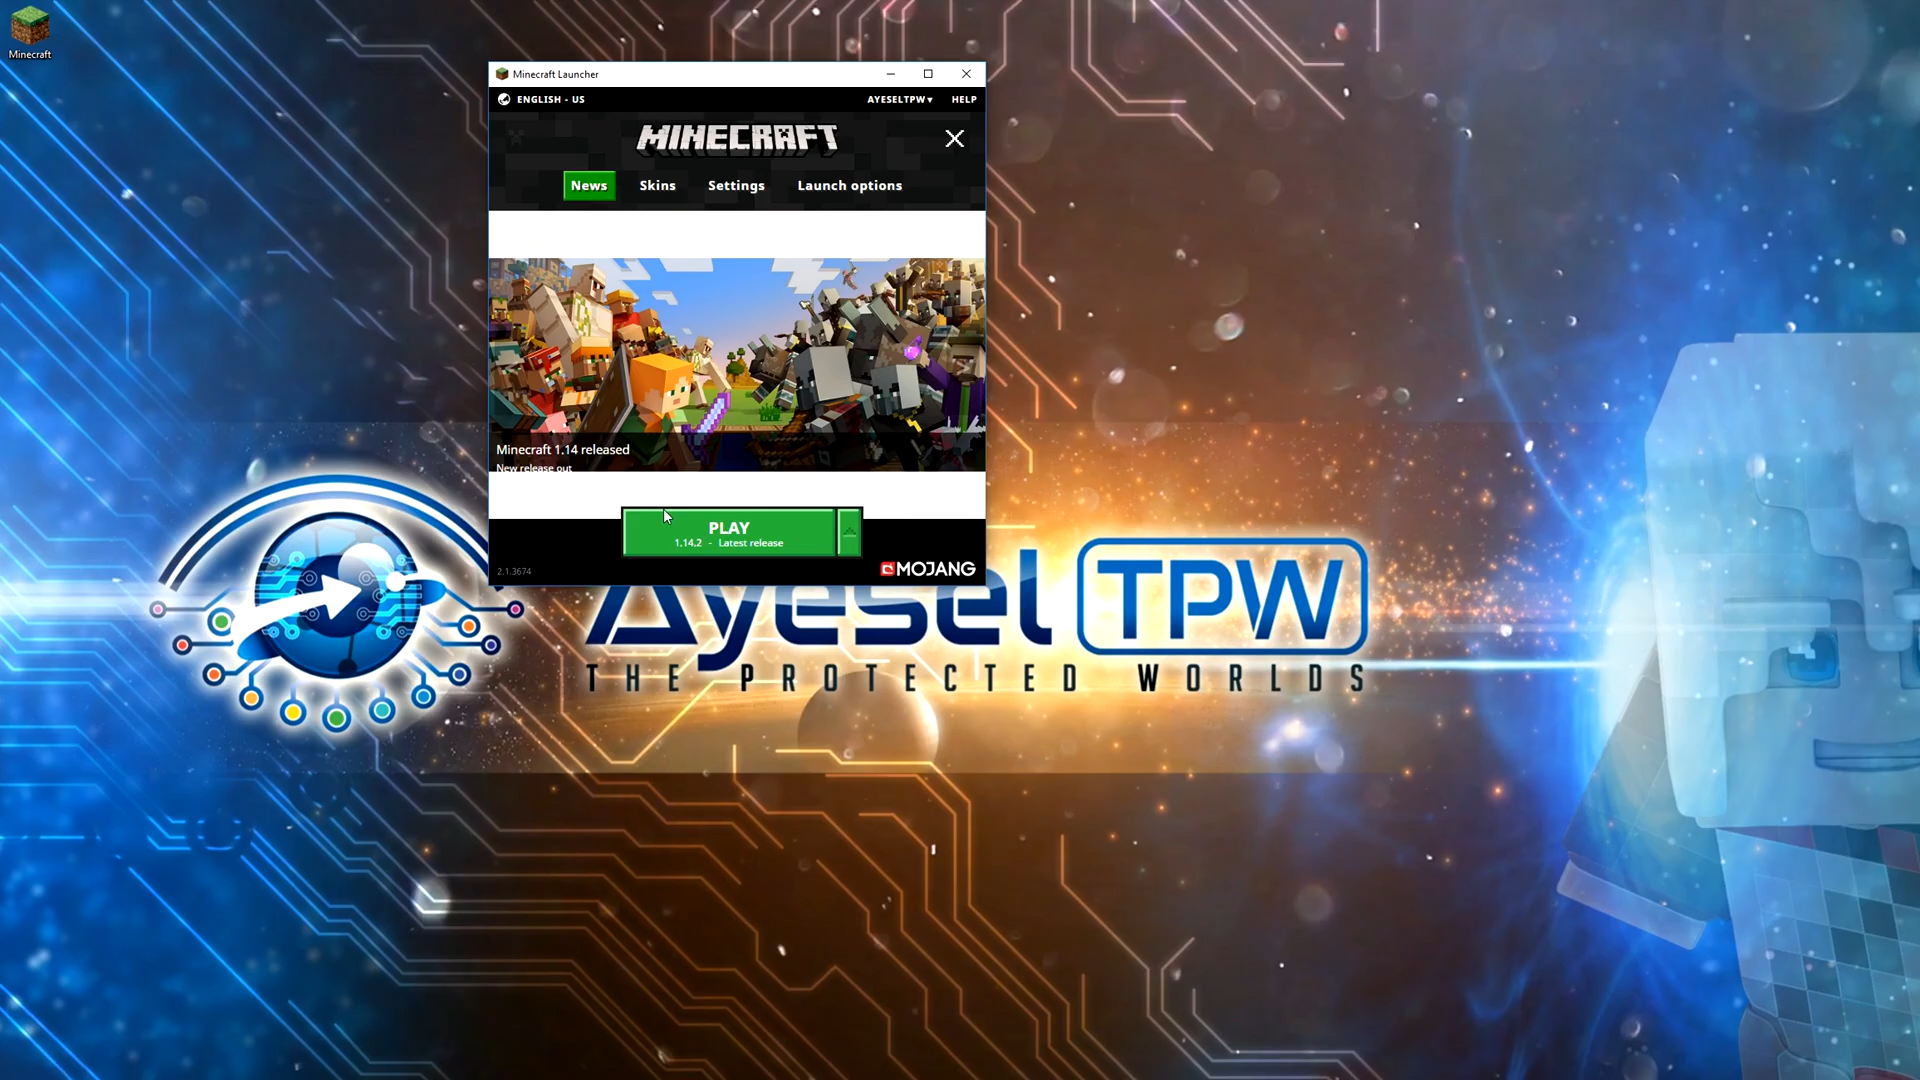 Minecraft
Minecraft Launcher
ENGLISH - US
AYESELTPW▾
HELP
MINECRAFT
News
Skins
Settings
Launch options
Minecraft 1.14 released
New release out
PLAY
1.14.2 - Latest release
2.1.3674
MOJANG
Ayesel TPW
THE PROTECTED WORLDS